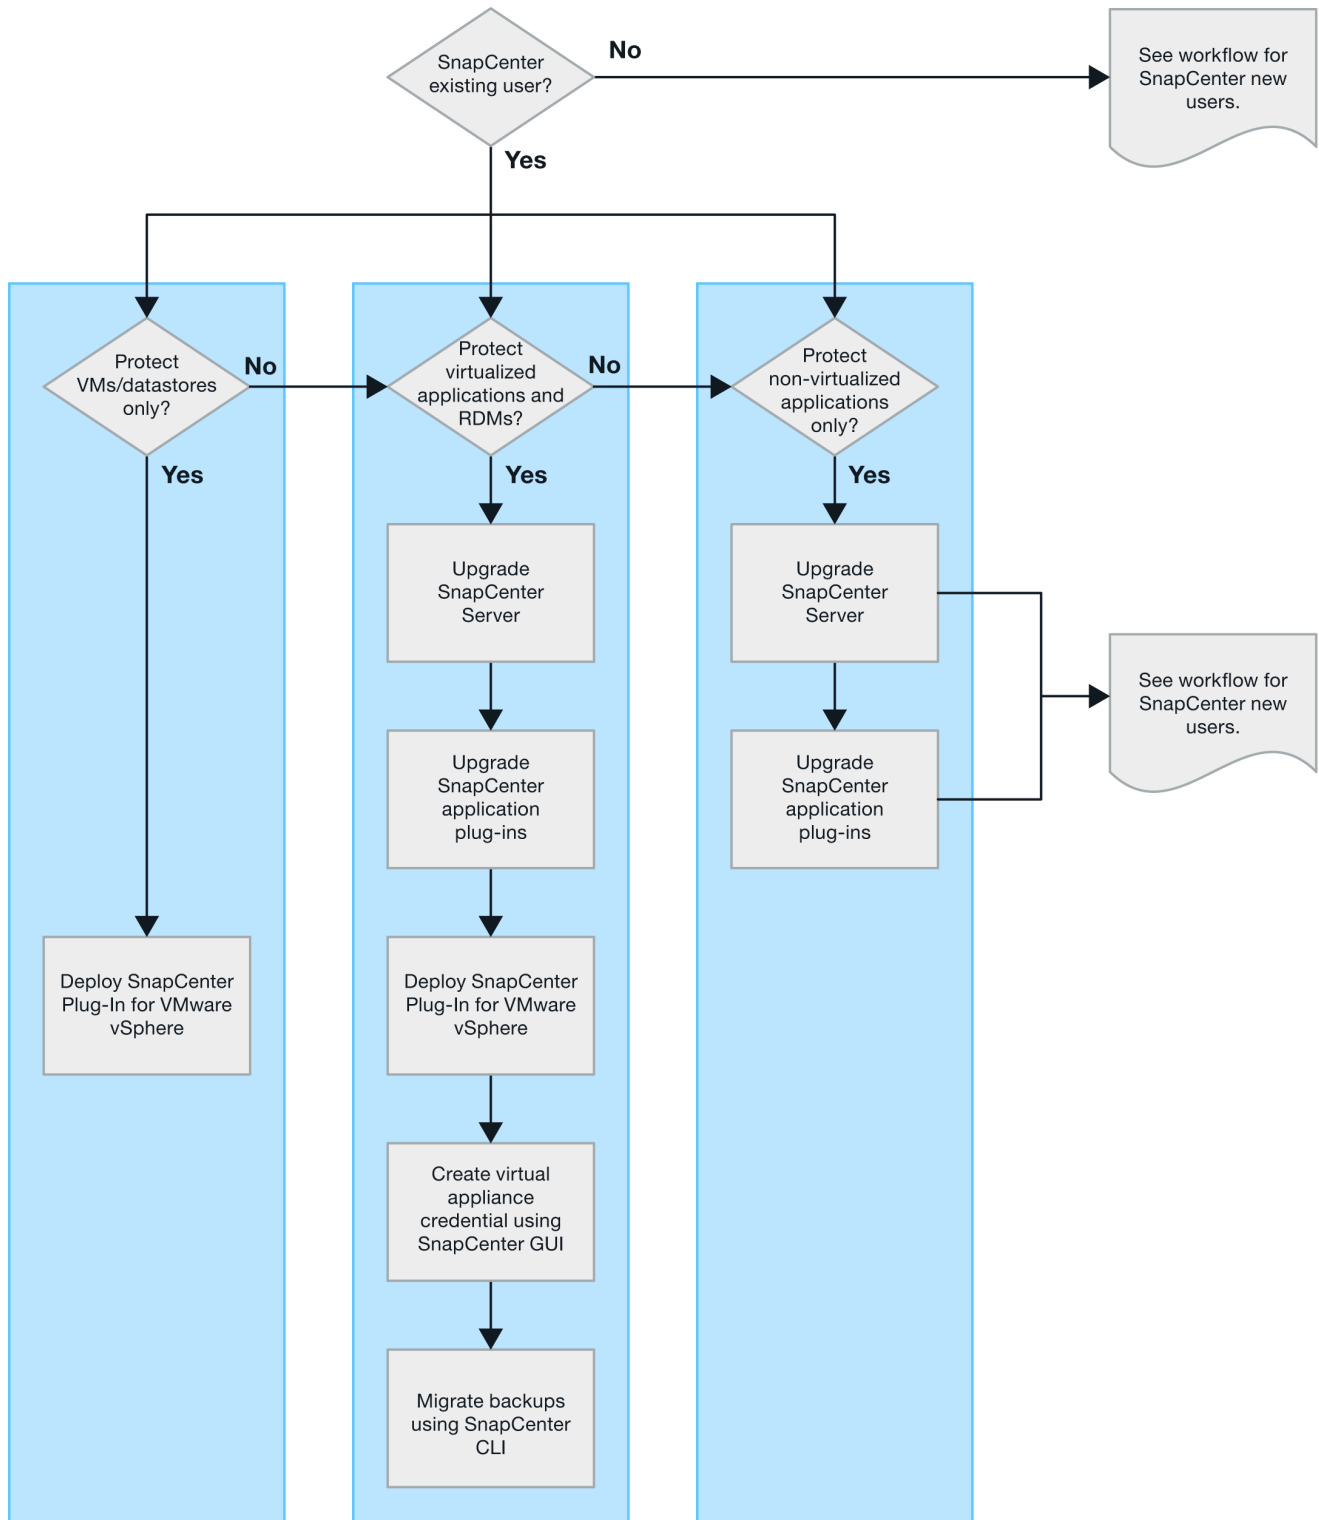 SnapCenter
existing user?
No
See workflow for
SnapCenter new
users.
Yes
Protect
VMs/datastores
only?
No
Yes
Protect
virtualized
applications and
RDMs?
No
Yes
Protect
non-virtualized
applications
only?
Yes
Upgrade
SnapCenter
Server
Upgrade
SnapCenter
Server
See workflow for
SnapCenter new
users.
Upgrade
SnapCenter
application
plug-ins
Upgrade
SnapCenter
application
plug-ins
Deploy SnapCenter
Plug-In for VMware
vSphere
Deploy SnapCenter
Plug-In for VMware
vSphere
Create virtual
appliance
credential using
SnapCenter GUI
Migrate backups
using SnapCenter
CLI